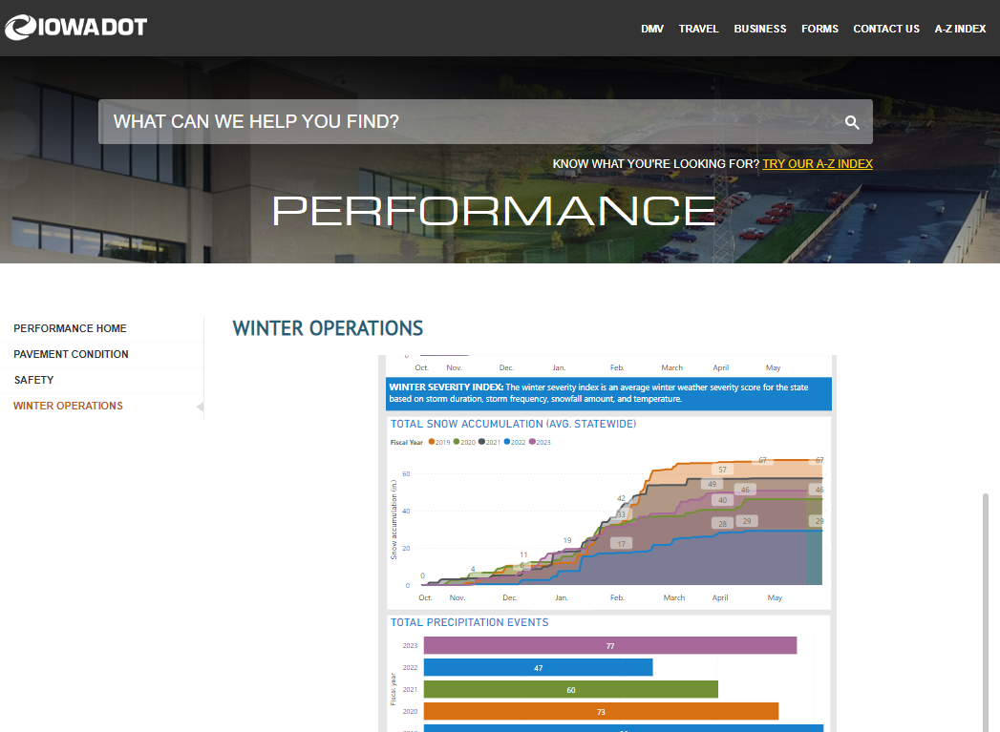 IOWADOT
DMV TRAVEL BUSINESS FORMS CONTACT US A-Z INDEX
WHAT CAN WE HELP YOU FIND?
KNOW WHAT YOU'RE LOOKING FOR? TRY OUR A-Z INDEX
PERFORMANCE
PERFORMANCE HOME
PAVEMENT CONDITION
SAFETY
WINTER OPERATIONS
WINTER OPERATIONS
Oct. Nov. Dec. Jan. Feb. March April May
WINTER SEVERITY INDEX: The winter severity index is an average winter weather severity score for the state
based on storm duration, storm frequency, snowfall amount, and temperature.
TOTAL SNOW ACCUMULATION (AVG. STATEWIDE)
Fiscal Year 2019 2020 2021 2022 2023
Snow accumulation (in.)
60
40
20
0
0 4 11 6 19 42 33 17 57 49 40 28 67 46 29 67 46 29
Oct. Nov. Dec. Jan. Feb. March April May
TOTAL PRECIPITATION EVENTS
Fiscal year
2023 77
2022 47
2021 60
2020 73